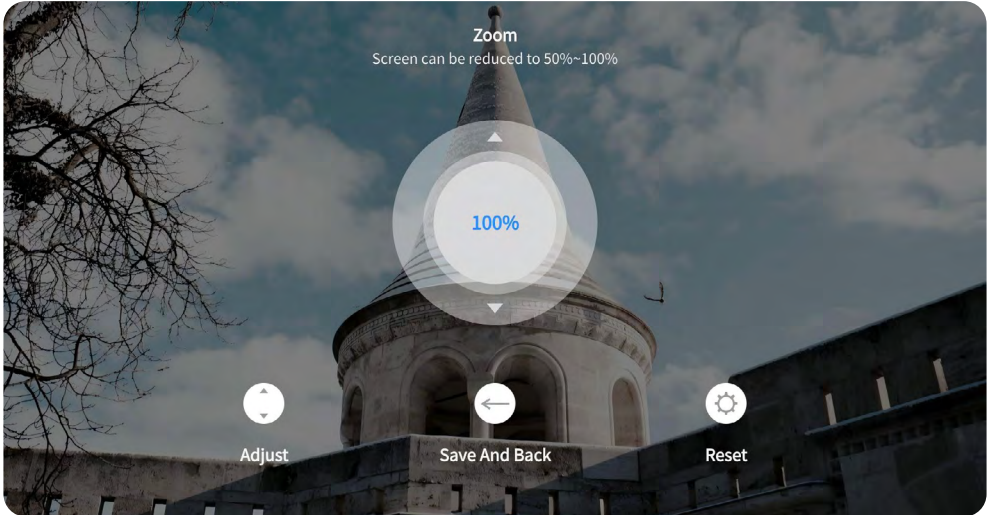 Zoom
Screen can be reduced to 50%~100%
100%
Adjust
Save And Back
Reset